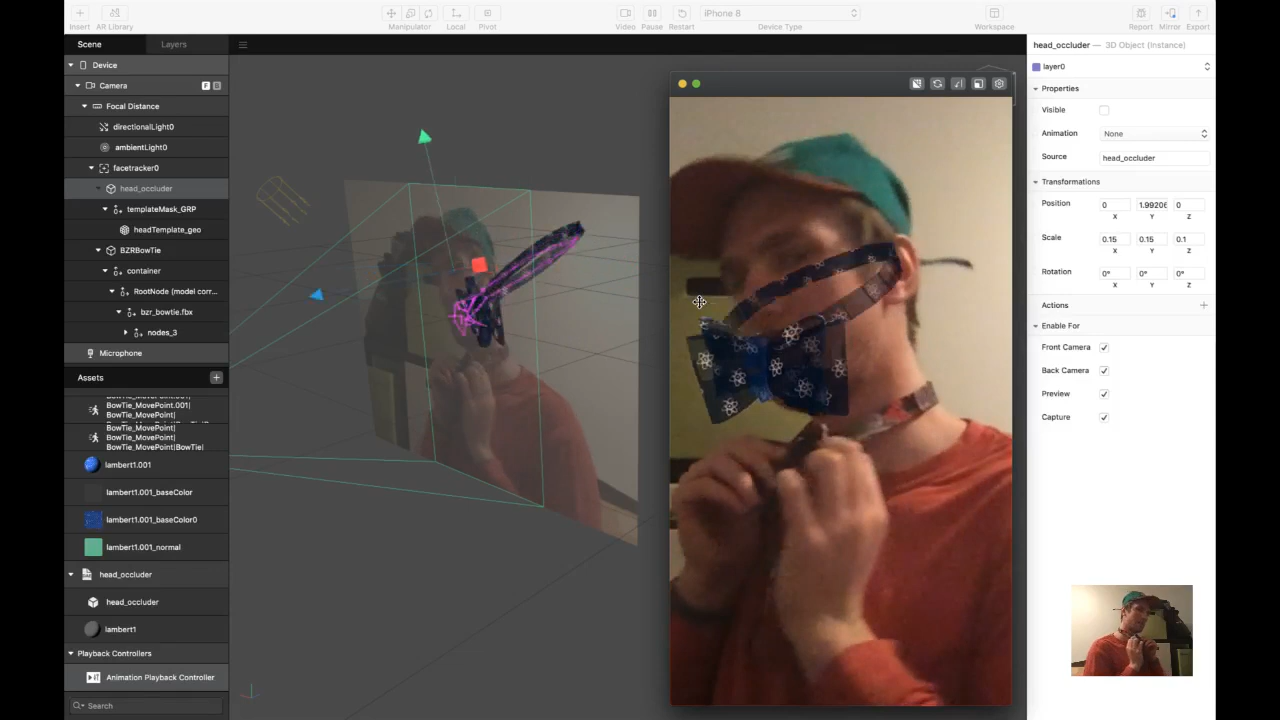 Insert
AR Library
Manipulator
Local
Pivot
Video
Pause
Restart
iPhone 8
Device Type
Workspace
Report
Mirror
Export
Scene
Layers
Device
Camera
Focal Distance
directionalLight0
ambientLight0
facetracker0
head_occluder
templateMask_GRP
headTemplate_geo
BZRBowTie
container
RootNode (model corr...
bzr_bowtie.fbx
nodes_3
Microphone
Assets
BowTie_MovePoint.001|
BowTie_MovePoint|
BowTie_MovePoint|
BowTie_MovePoint|
BowTie_MovePoint|BowTie|
lambert1.001
lambert1.001_baseColor
lambert1.001_baseColor0
lambert1.001_normal
head_occluder
head_occluder
lambert1
Playback Controllers
Animation Playback Controller
Search
head_occluder — 3D Object (Instance)
layer0
Properties
Visible
Animation None
Source head_occluder
Transformations
Position 0 1.9920 0
X Y Z
Scale 0.15 0.15 0.1
X Y Z
Rotation 0° 0° 0°
X Y Z
Actions
Enable For
Front Camera
Back Camera
Preview
Capture